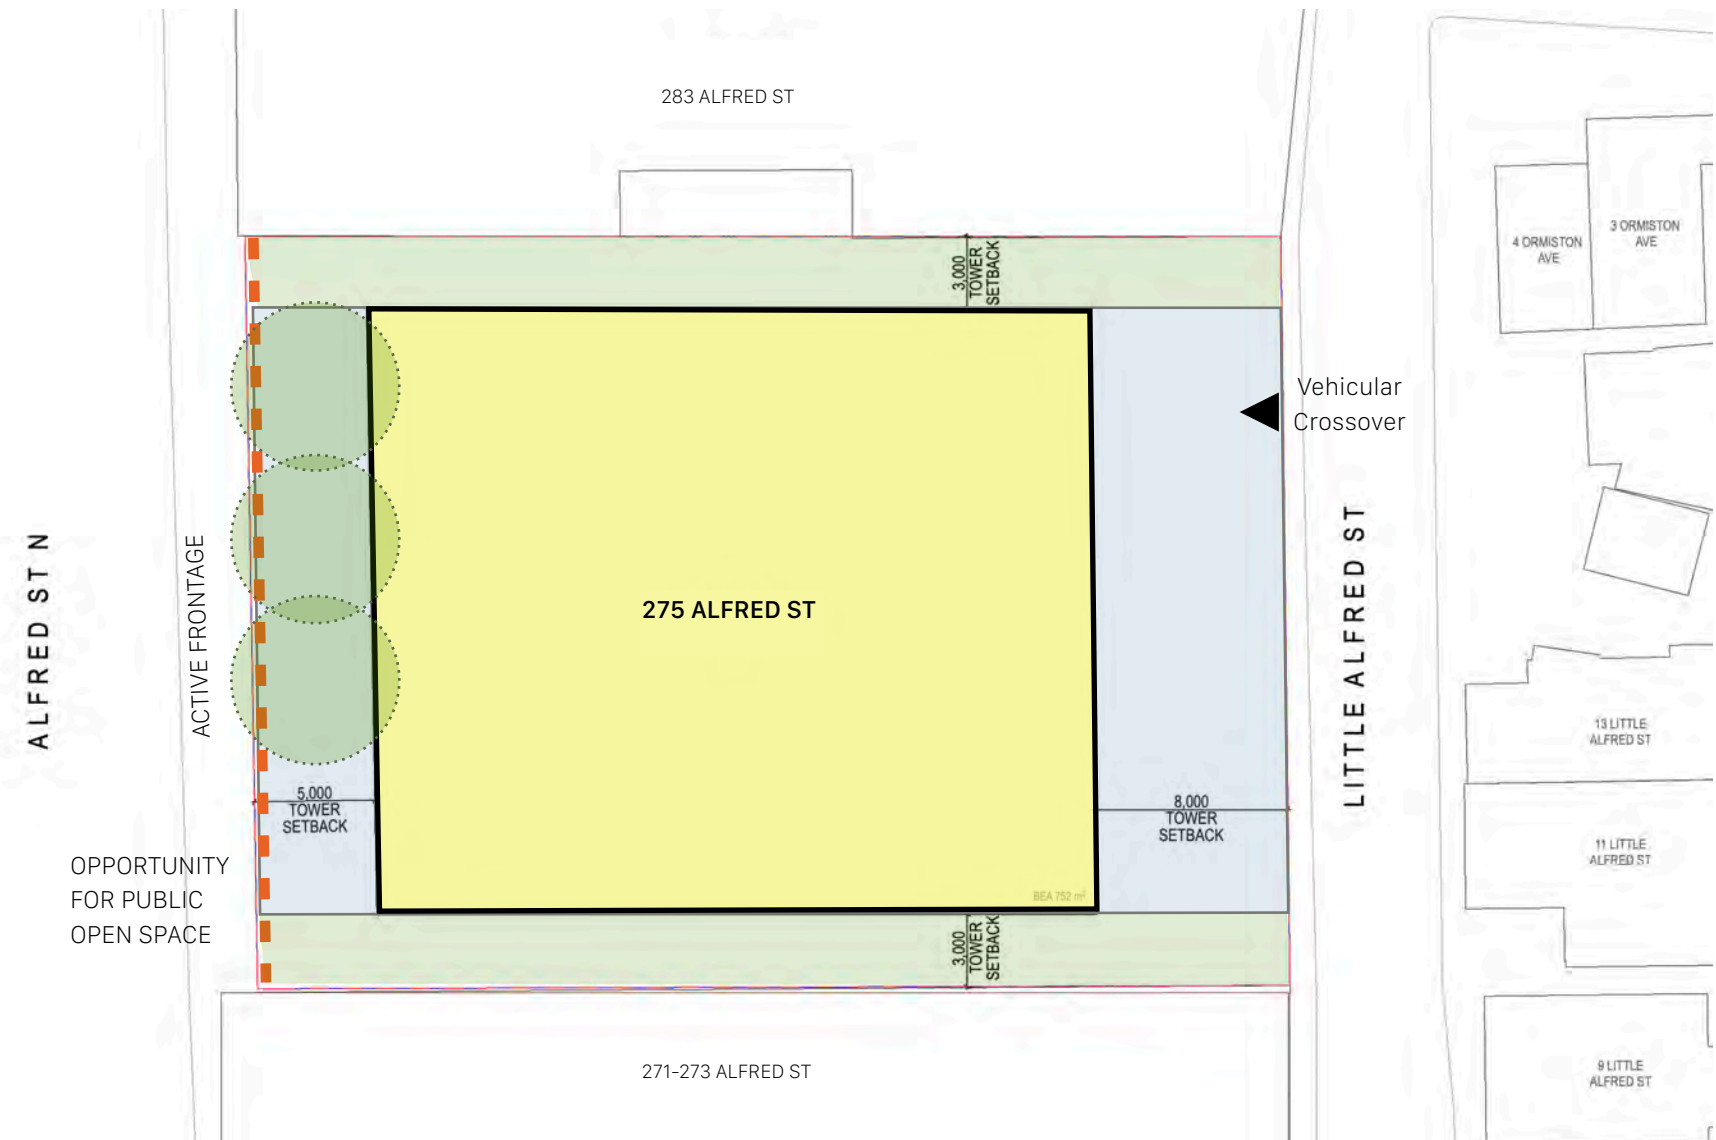 283 ALFRED ST
3,000
TOWER
SETBACK
4 ORMISTON
AVE
3 ORMISTON
AVE
Vehicular
Crossover
ALFRED ST N
ACTIVE FRONTAGE
275 ALFRED ST
LITTLE ALFRED ST
13 LITTLE
ALFRED ST
5,000
TOWER
SETBACK
8,000
TOWER
SETBACK
11 LITTLE
ALFRED ST
OPPORTUNITY
FOR PUBLIC
OPEN SPACE
BEA 752 m²
3,000
TOWER
SETBACK
271-273 ALFRED ST
9 LITTLE
ALFRED ST